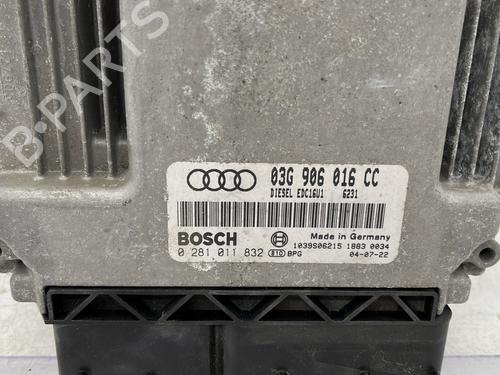 B-PARTS
03G 906 016 CC
DIESEL EDC16U1 6231
BOSCH
Made in Germany
1039S06215 1883 0034
0 281 011 832 810 BPG 04-07-22